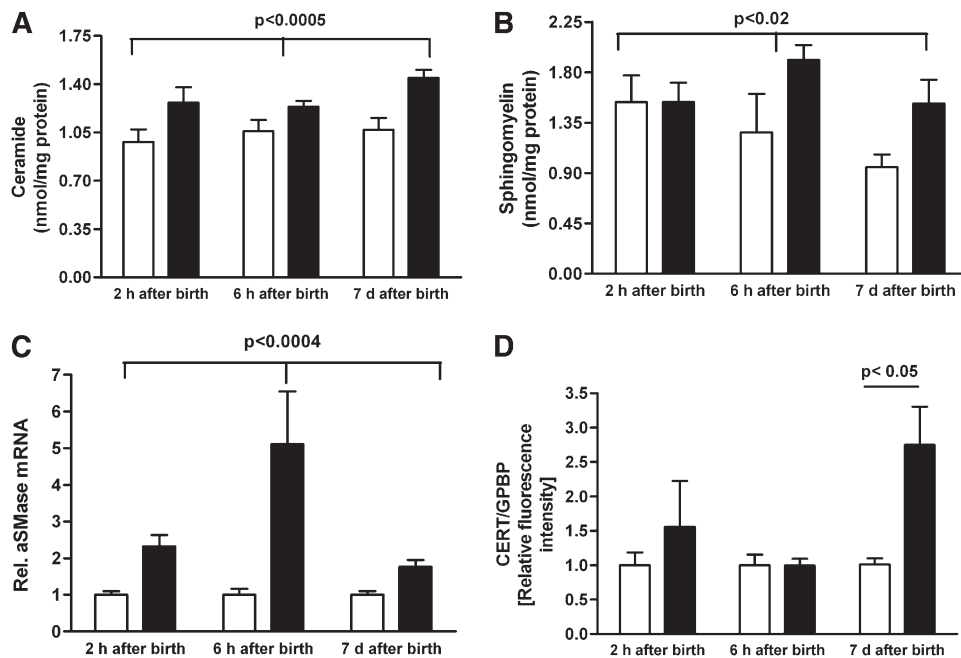 A
p<0.0005
Ceramide
(nmol/mg protein)
1.75
1.40
1.05
0.70
0.35
0.00
2 h after birth 6 h after birth 7 d after birth
B
p<0.02
Sphingomyelin
(nmol/mg protein)
2.25
1.80
1.35
0.90
0.45
0.00
2 h after birth 6 h after birth 7 d after birth
C
p<0.0004
Rel. aSMase mRNA
7
6
5
4
3
2
1
0
2 h after birth 6 h after birth 7 d after birth
D
p< 0.05
CERT/GPBP
[Relative fluorescence
intensity]
3.5
3.0
2.5
2.0
1.5
1.0
0.5
0.0
2 h after birth 6 h after birth 7 d after birth